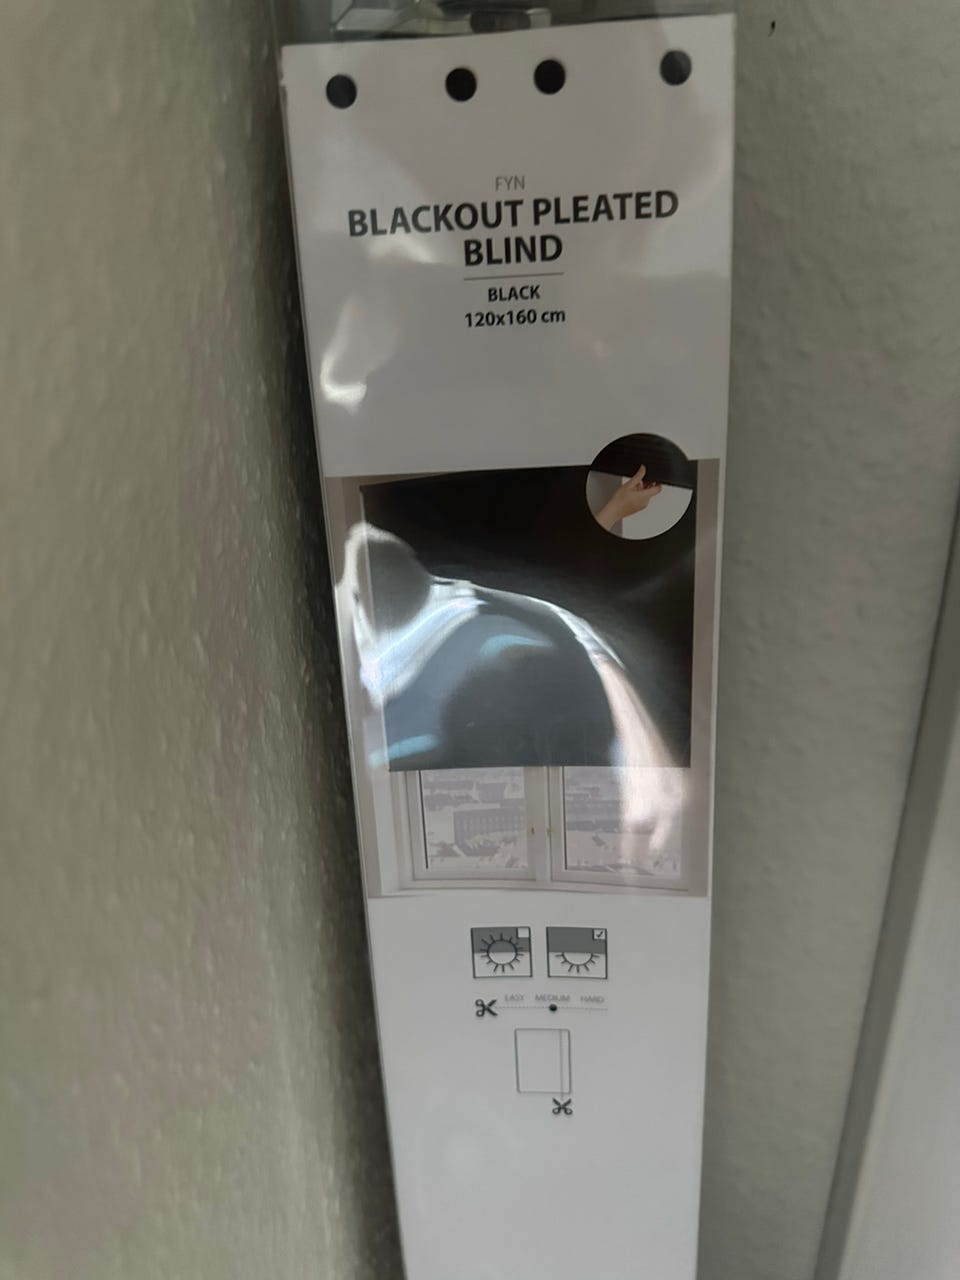 FYN
BLACKOUT PLEATED
BLIND
BLACK
120x160 cm
EASY MEDIUM HARD